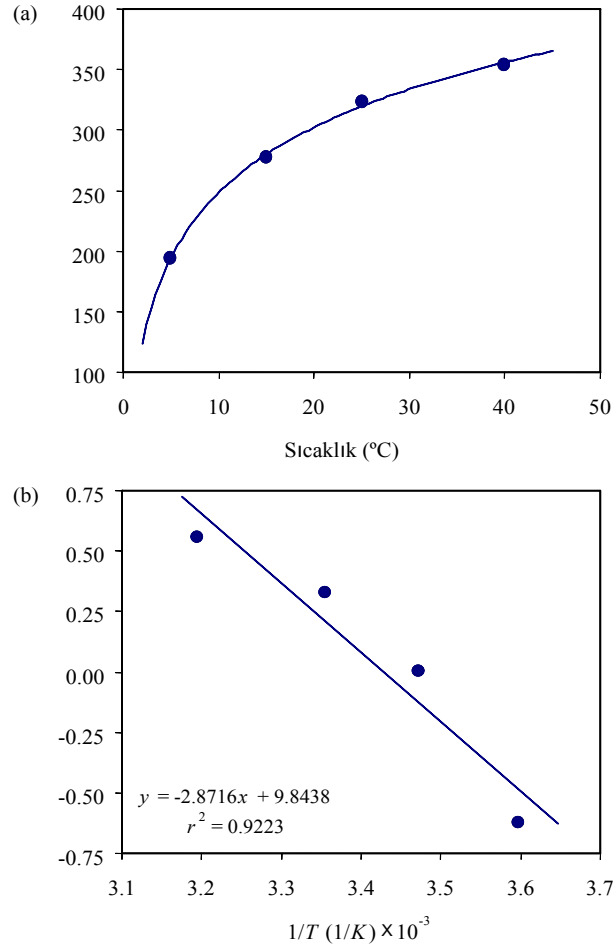 (a)
400
350
300
250
200
150
100
0 10 20 30 40 50
Sıcaklık (ºC)
(b)
0.75
0.50
0.25
0.00
-0.25
-0.50
-0.75
y = -2.8716x + 9.8438
r² = 0.9223
3.1 3.2 3.3 3.4 3.5 3.6 3.7
1/T (1/K) × 10⁻³